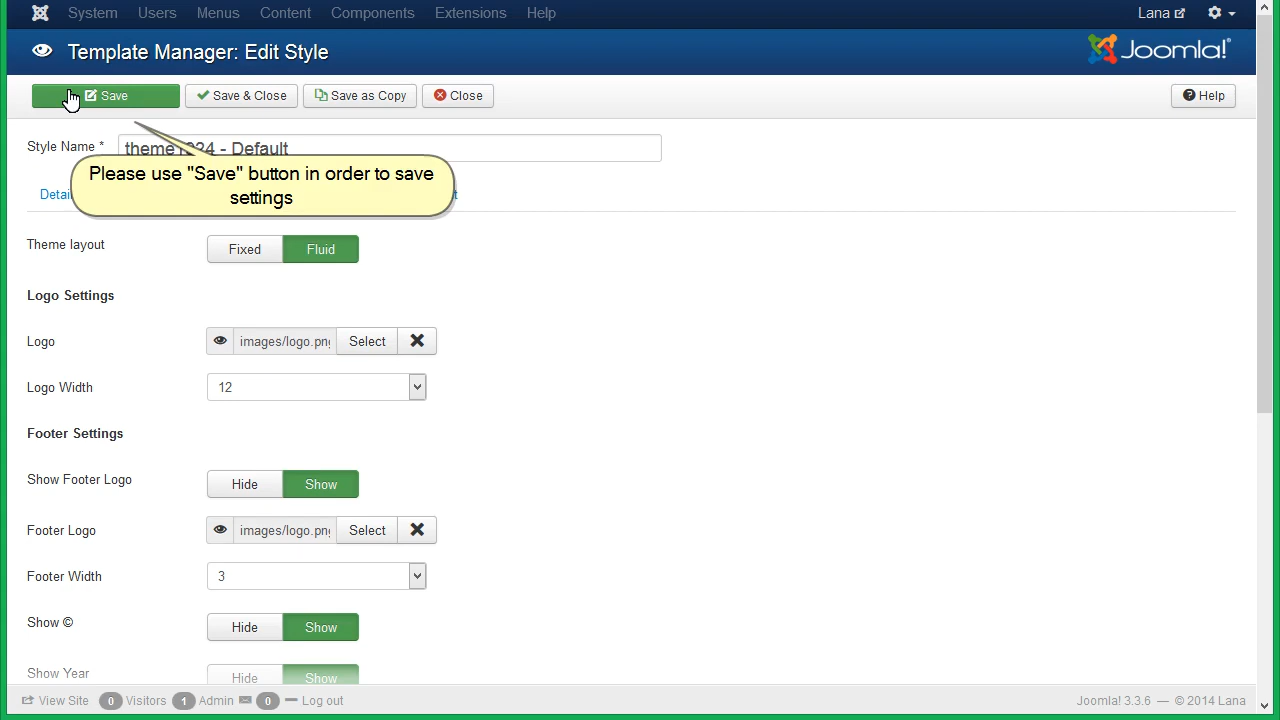 System Users Menus Content Components Extensions Help Lana
Template Manager: Edit Style Joomla!
Save Save & Close Save as Copy Close Help
Style Name * - Default
Please use "Save" button in order to save
settings
Theme layout Fixed Fluid
Logo Settings
Logo images/logo.png Select
Logo Width 12
Footer Settings
Show Footer Logo Hide Show
Footer Logo images/logo.png Select
Footer Width 3
Show © Hide Show
Show Year Hide Show
View Site 0 Visitors 1 Admin 0 Log out Joomla! 3.3.6 — © 2014 Lana